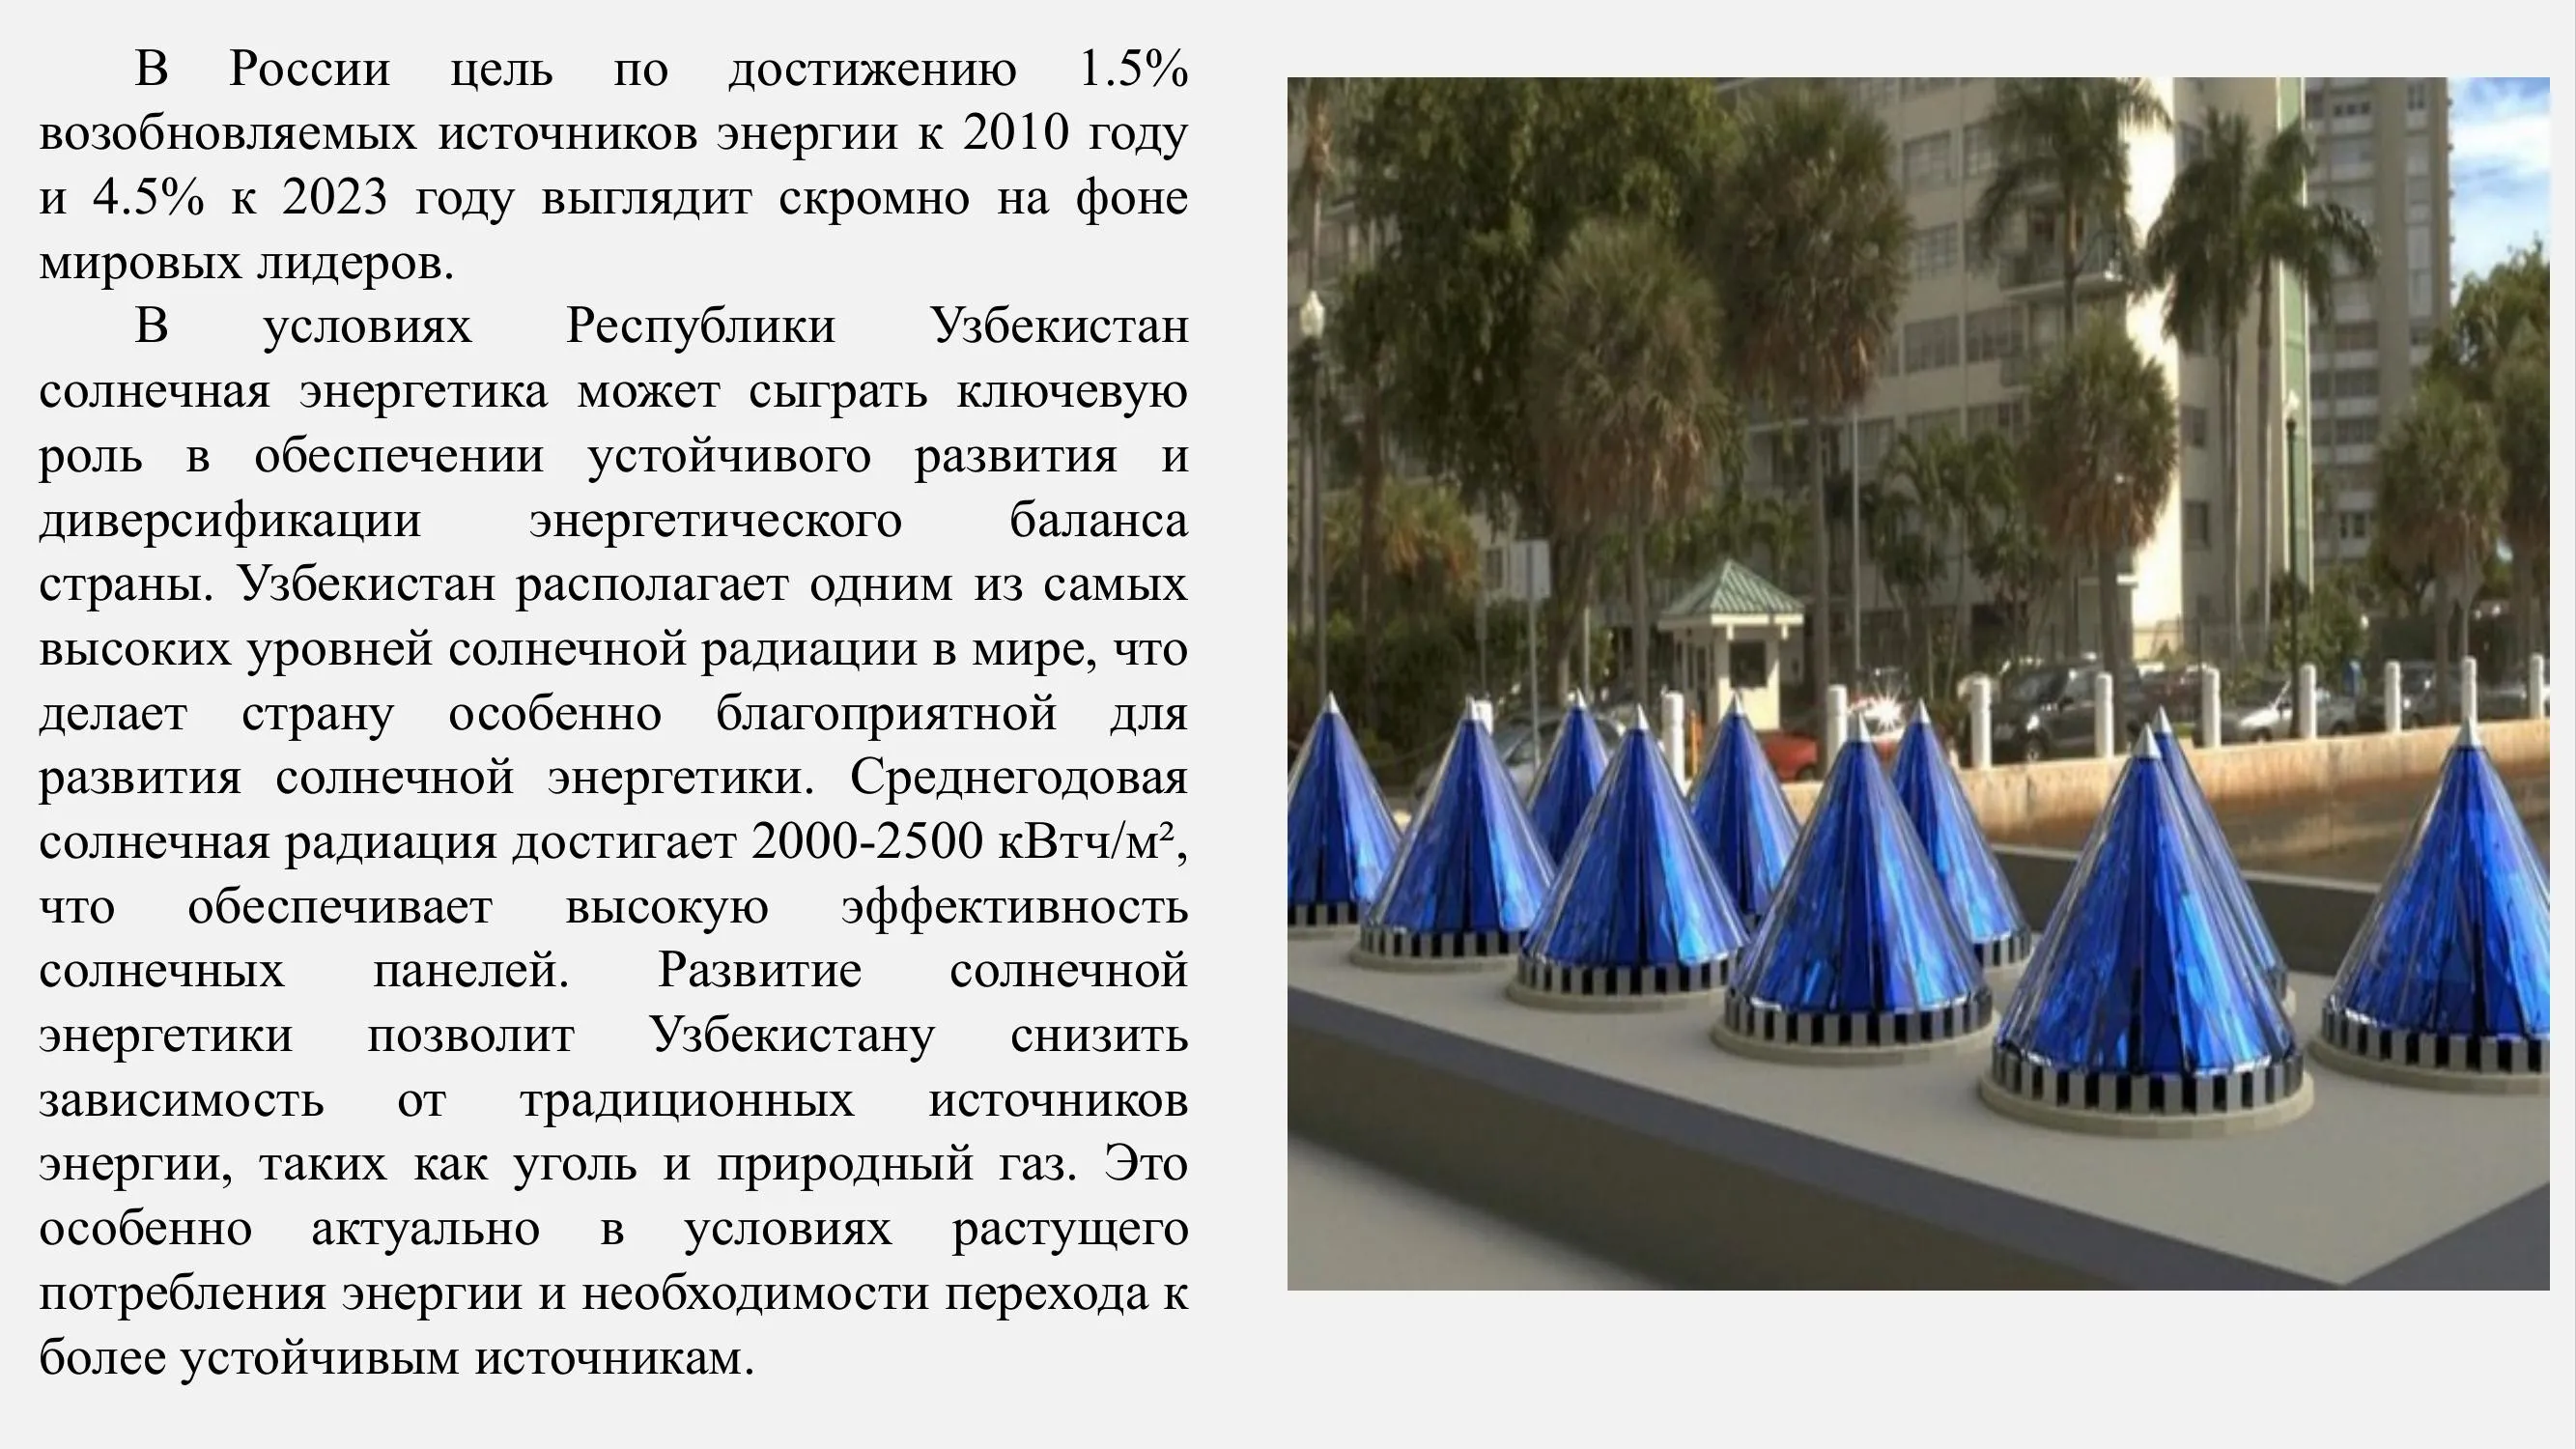 В России цель по достижению 1.5%
возобновляемых источников энергии к 2010 году
и 4.5% к 2023 году выглядит скромно на фоне
мировых лидеров.
В условиях Республики Узбекистан
солнечная энергетика может сыграть ключевую
роль в обеспечении устойчивого развития и
диверсификации энергетического баланса
страны. Узбекистан располагает одним из самых
высоких уровней солнечной радиации в мире, что
делает страну особенно благоприятной для
развития солнечной энергетики. Среднегодовая
солнечная радиация достигает 2000-2500 кВтч/м²,
что обеспечивает высокую эффективность
солнечных панелей. Развитие солнечной
энергетики позволит Узбекистану снизить
зависимость от традиционных источников
энергии, таких как уголь и природный газ. Это
особенно актуально в условиях растущего
потребления энергии и необходимости перехода к
более устойчивым источникам.